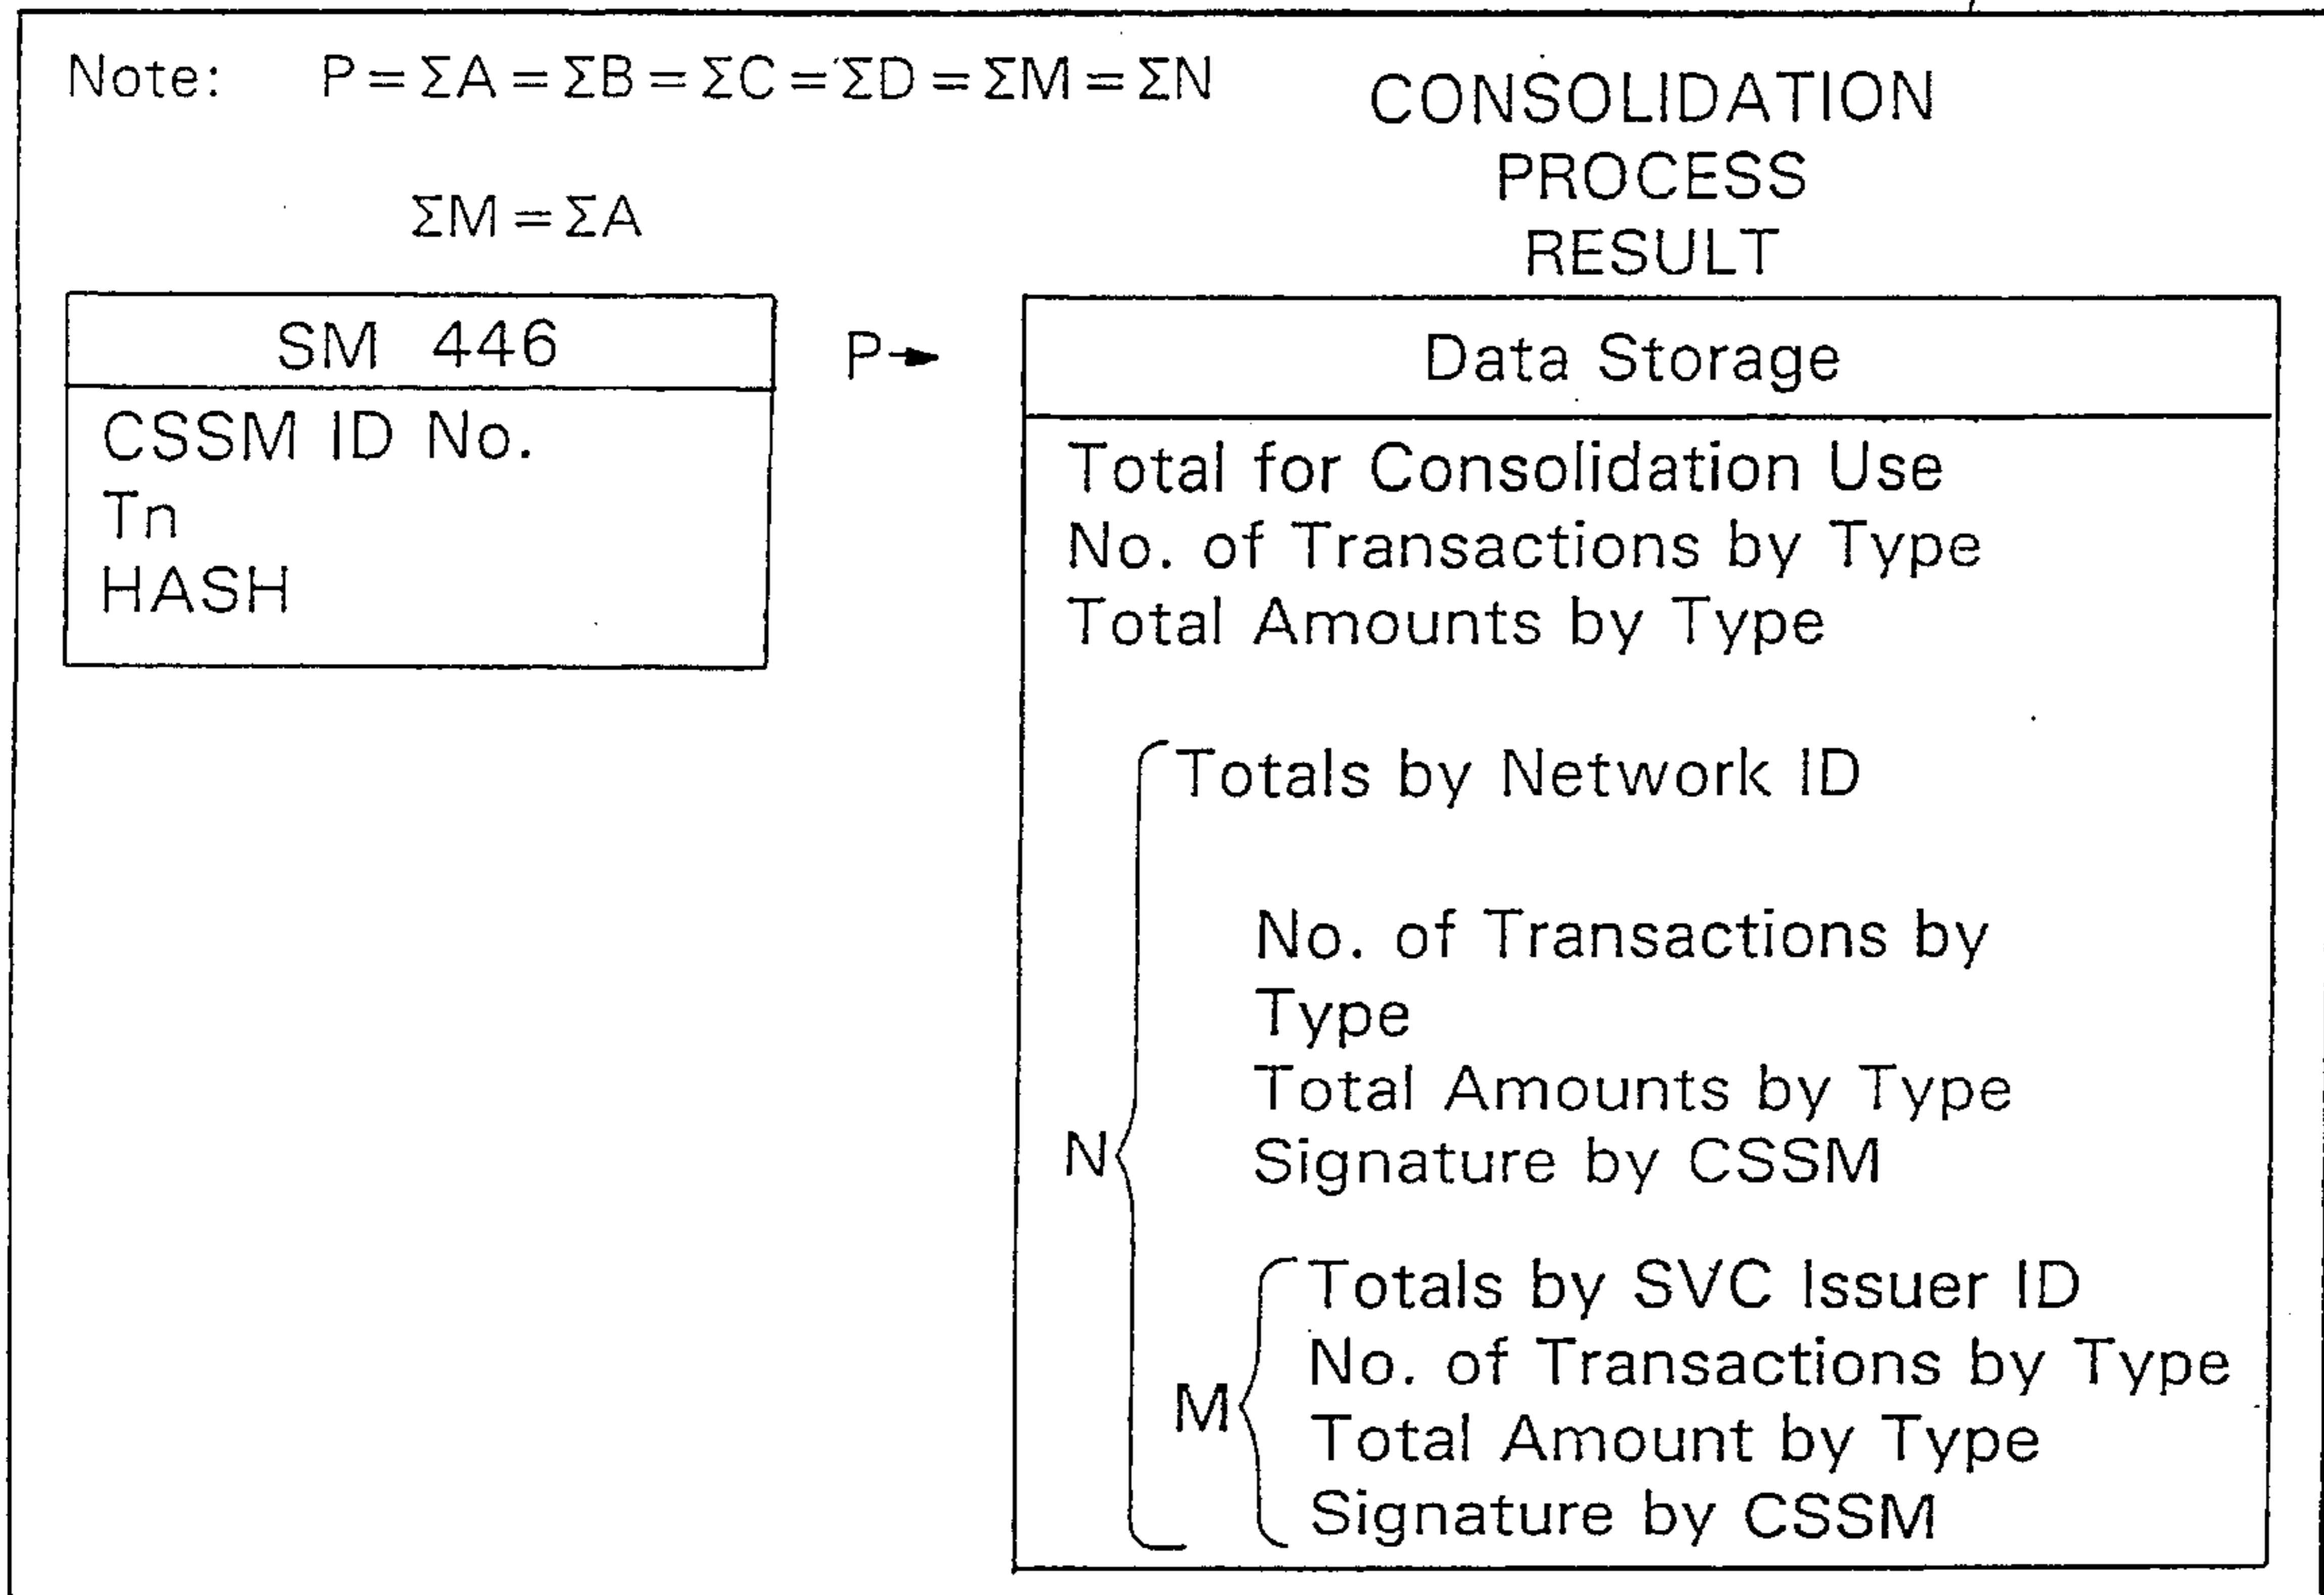 Note: P = ΣA = ΣB = ΣC = ΣD = ΣM = ΣN
ΣM = ΣA
CONSOLIDATION
PROCESS
RESULT
SM 446
CSSM ID No.
Tn
HASH
P
Data Storage
Total for Consolidation Use
No. of Transactions by Type
Total Amounts by Type
Totals by Network ID
No. of Transactions by
Type
Total Amounts by Type
N
Signature by CSSM
Totals by SVC Issuer ID
No. of Transactions by Type
M
Total Amount by Type
Signature by CSSM